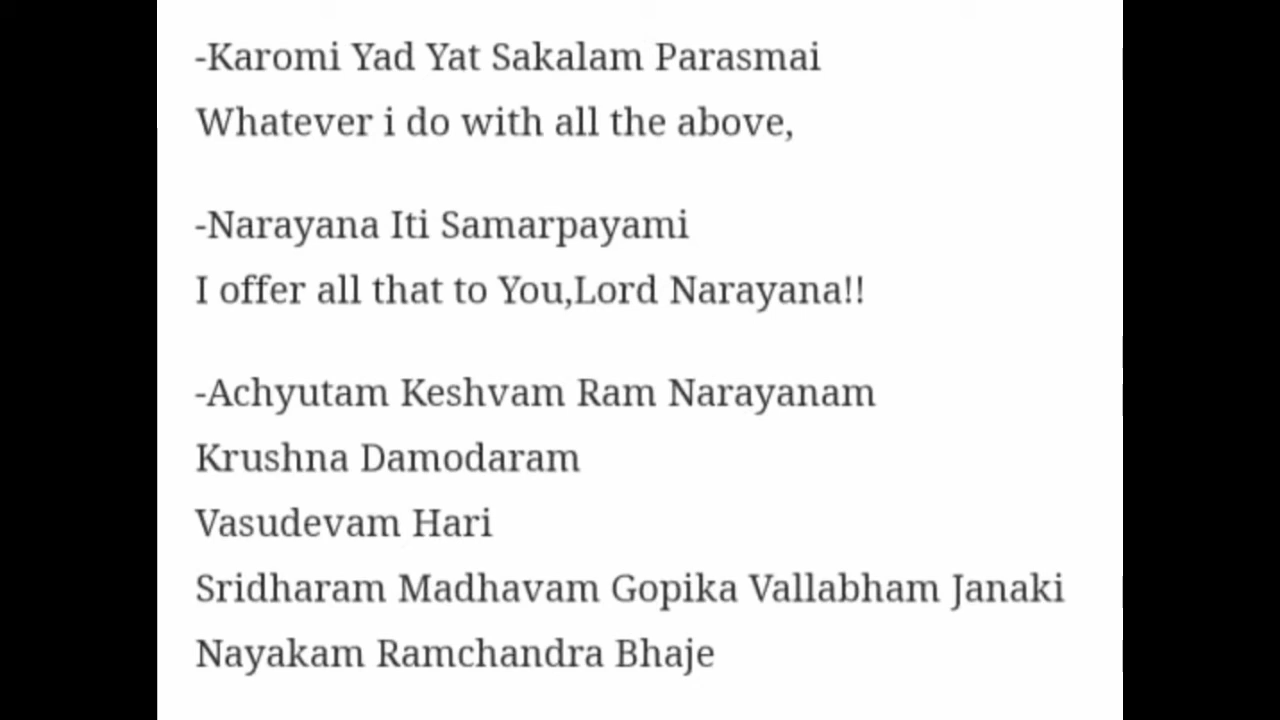 -Karomi Yad Yat Sakalam Parasmai
Whatever i do with all the above,
-Narayana Iti Samarpayami
I offer all that to You,Lord Narayana!!
-Achyutam Keshvam Ram Narayanam
Krushna Damodaram
Vasudevam Hari
Sridharam Madhavam Gopika Vallabham Janaki
Nayakam Ramchandra Bhaje